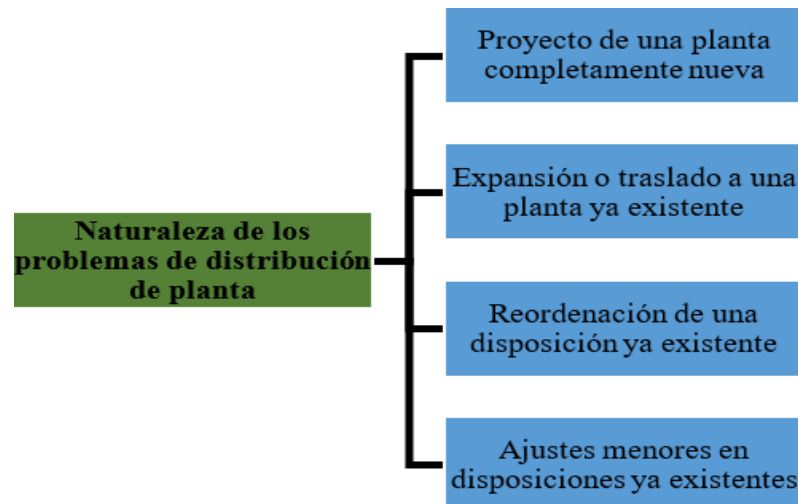 Proyecto de una planta
completamente nueva
Expansión o traslado a una
planta ya existente
Naturaleza de los
problemas de distribución
de planta
Reordenación de una
disposición ya existente
Ajustes menores en
disposiciones ya existentes